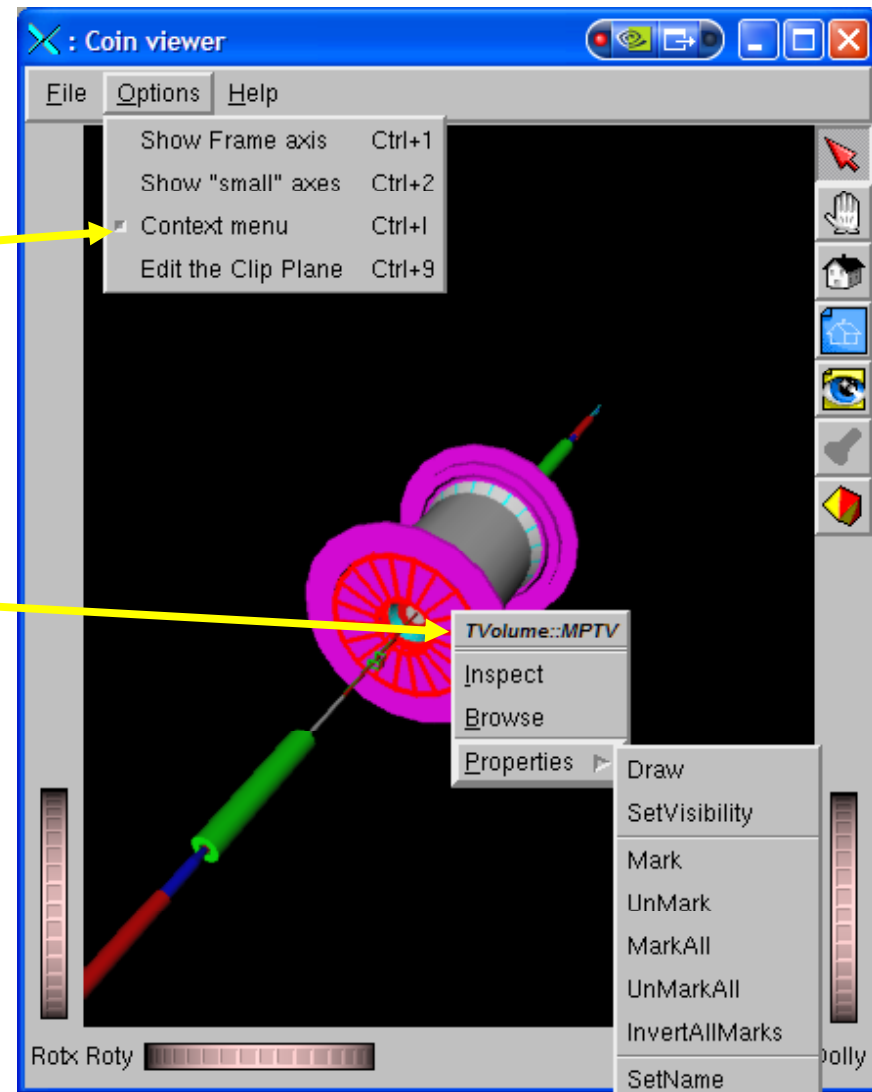 : Coin viewer
File Options Help
Show Frame axis Ctrl+1
Show "small" axes Ctrl+2
Context menu Ctrl+I
Edit the Clip Plane Ctrl+9
TVolume::MPTV
Inspect
Browse
Properties
Draw
SetVisibility
Mark
UnMark
MarkAll
UnMarkAll
InvertAllMarks
SetName
Rotx Roty